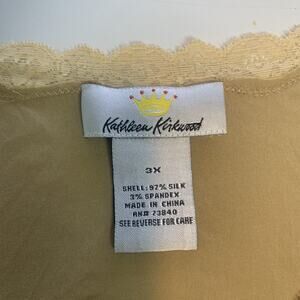 Kathleen Kirkwood
3X
SHELL: 97% SILK
3% SPANDEX
MADE IN CHINA
RN# 73840
SEE REVERSE FOR CARE